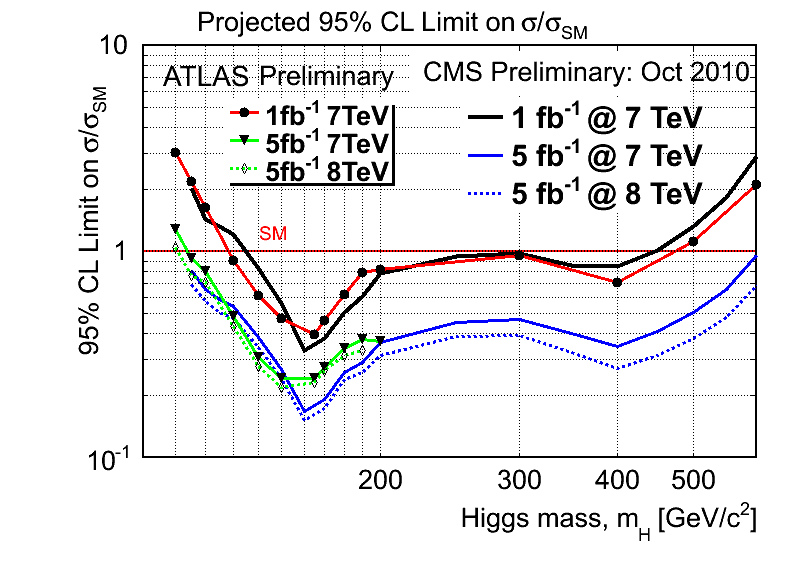 Projected 95% CL Limit on σ/σSM
10
ATLAS Preliminary
CMS Preliminary: Oct 2010
1fb⁻¹ 7TeV
5fb⁻¹ 7TeV
5fb⁻¹ 8TeV
1 fb⁻¹ @ 7 TeV
5 fb⁻¹ @ 7 TeV
5 fb⁻¹ @ 8 TeV
95% CL Limit on σ/σSM
SM
1
10⁻¹
200 300 400 500
Higgs mass, mH [GeV/c²]